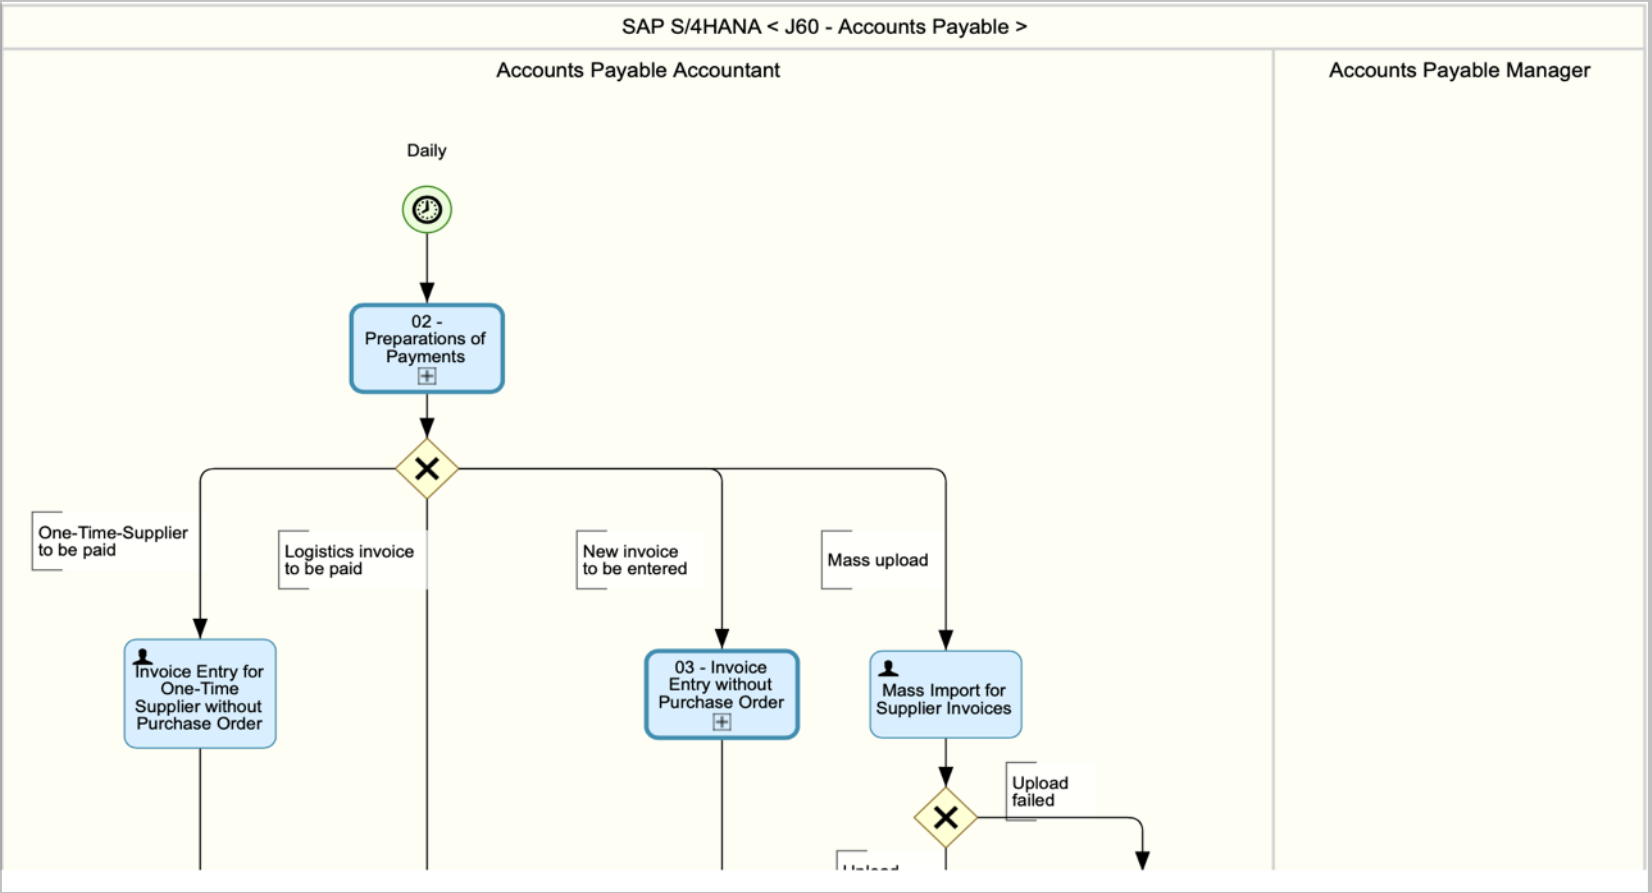 SAP S/4HANA < J60 - Accounts Payable >
Accounts Payable Accountant
Accounts Payable Manager
Daily
02 -
Preparations of
Payments
One-Time-Supplier
to be paid
Logistics invoice
to be paid
New invoice
to be entered
Mass upload
Invoice Entry for
One-Time
Supplier without
Purchase Order
03 - Invoice
Entry without
Purchase Order
Mass Import for
Supplier Invoices
Upload
failed
Upload